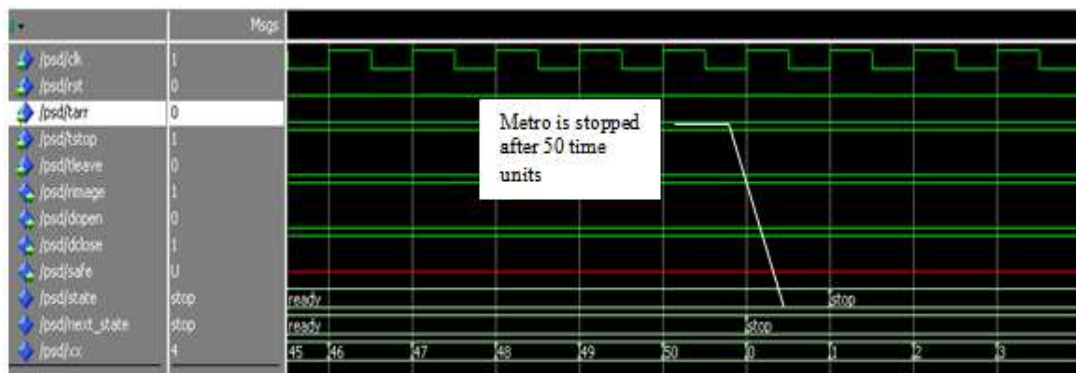 Msgs
/psd/clk 1
/psd/rst 0
/psd/tarr 0
/psd/tstop 1
/psd/tleave 0
/psd/rimage 1
/psd/dopen 0
/psd/dclose 1
/psd/safe U
/psd/state stop ready stop
/psd/next_state stop ready stop
/psd/xx 4 45 46 47 48 49 50 0 1 2 3
Metro is stopped
after 50 time
units